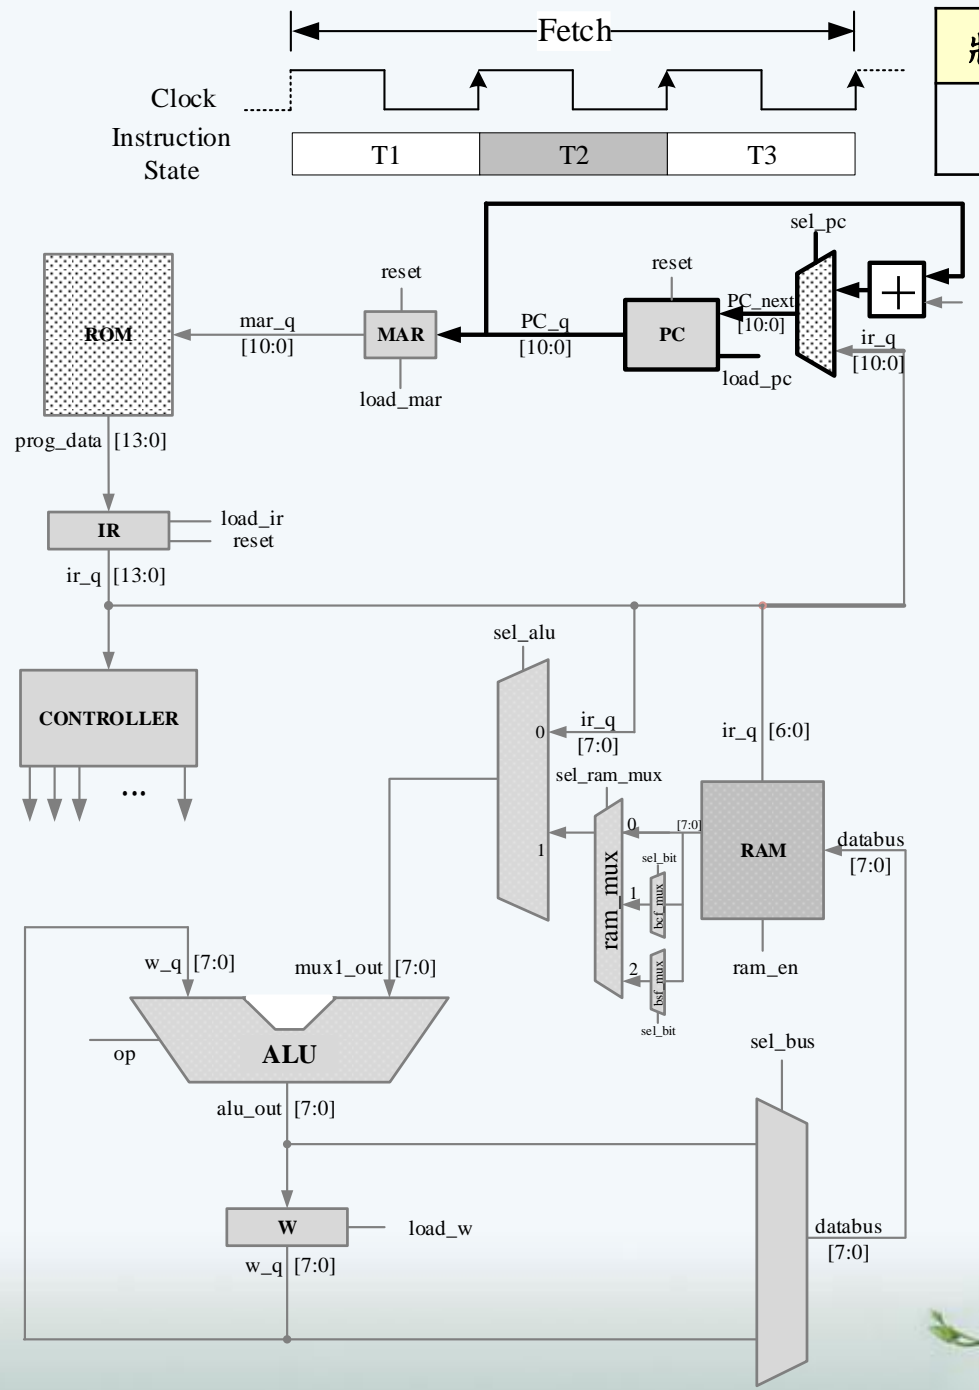 Fetch
Clock
Instruction
State
T1
T2
T3
sel_pc
reset
reset
ROM
mar_q
[10:0]
MAR
load_mar
PC_q
[10:0]
PC
PC_next
[10:0]
load_pc
+
ir_q
[10:0]
prog_data [13:0]
IR
load_ir
reset
ir_q [13:0]
CONTROLLER
...
sel_alu
0
ir_q
[7:0]
1
sel_ram_mux
ram_mux
0
1
2
[7:0]
sel_bit
bcf_mux
bsf_mux
sel_bit
ir_q [6:0]
RAM
databus
[7:0]
ram_en
w_q [7:0]
mux1_out [7:0]
op
ALU
alu_out [7:0]
sel_bus
W
load_w
w_q [7:0]
databus
[7:0]